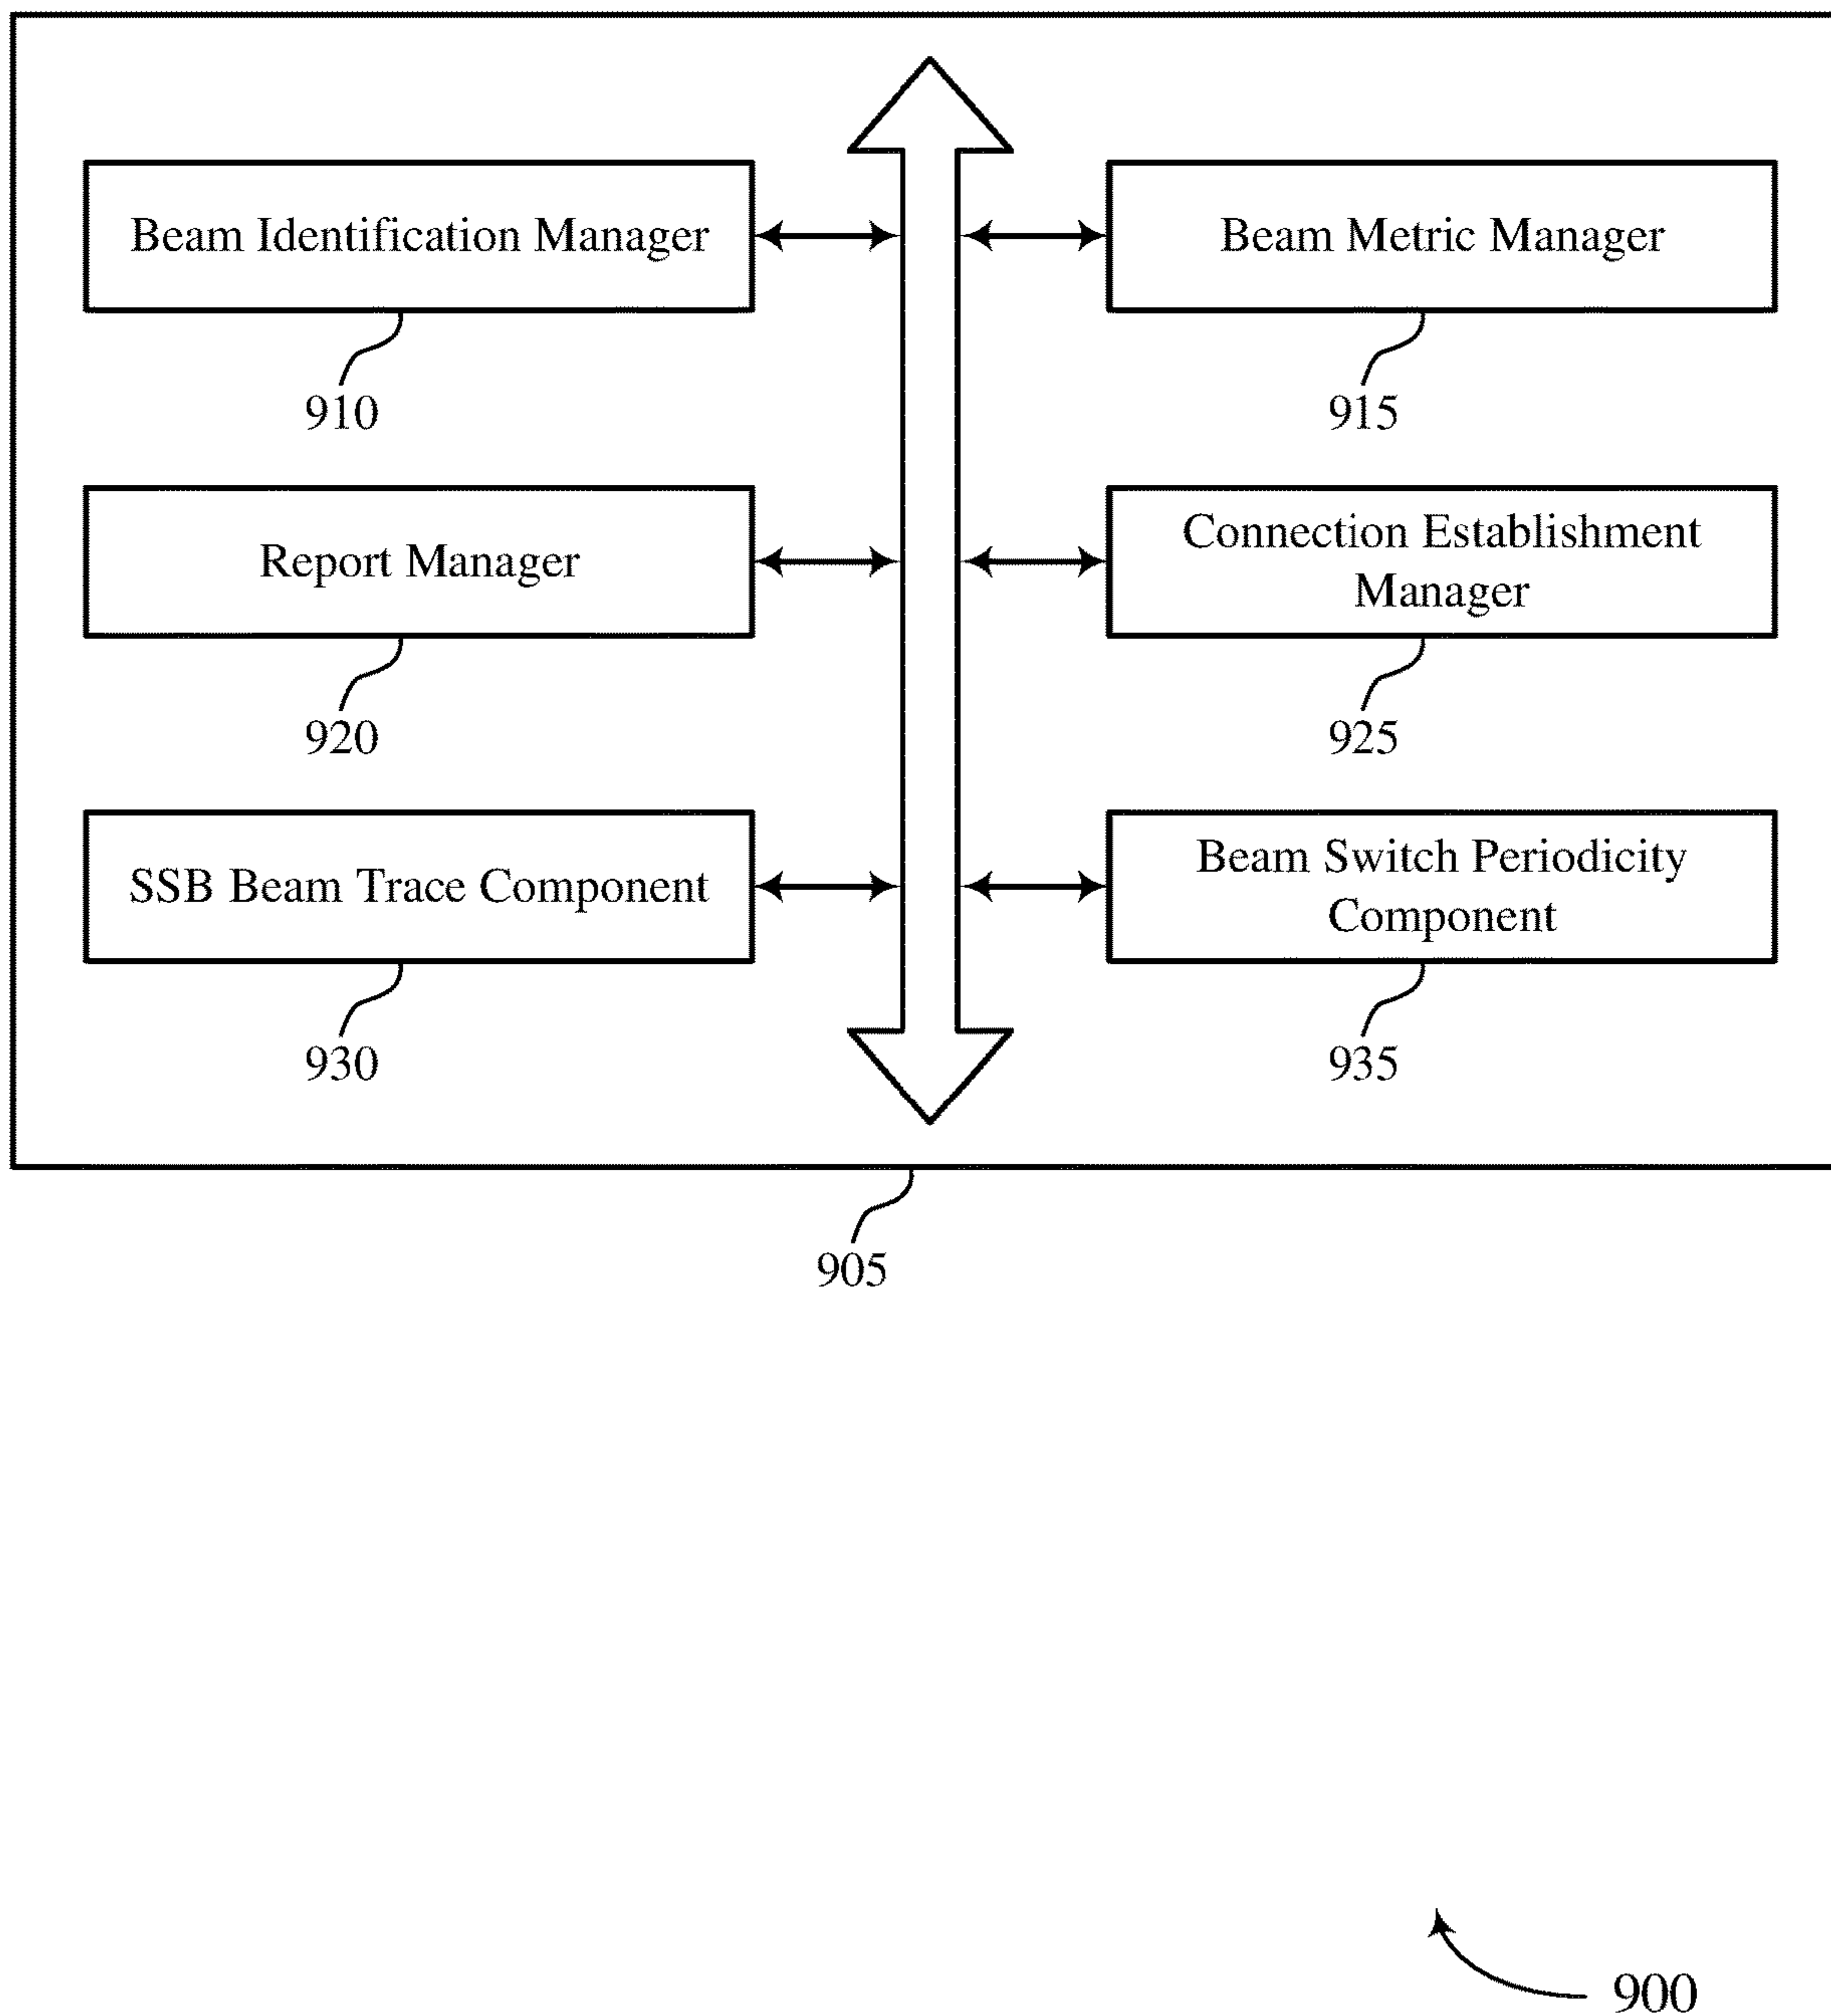 Beam Identification Manager
910
Beam Metric Manager
915
Report Manager
920
Connection Establishment
Manager
925
SSB Beam Trace Component
930
Beam Switch Periodicity
Component
935
905
900